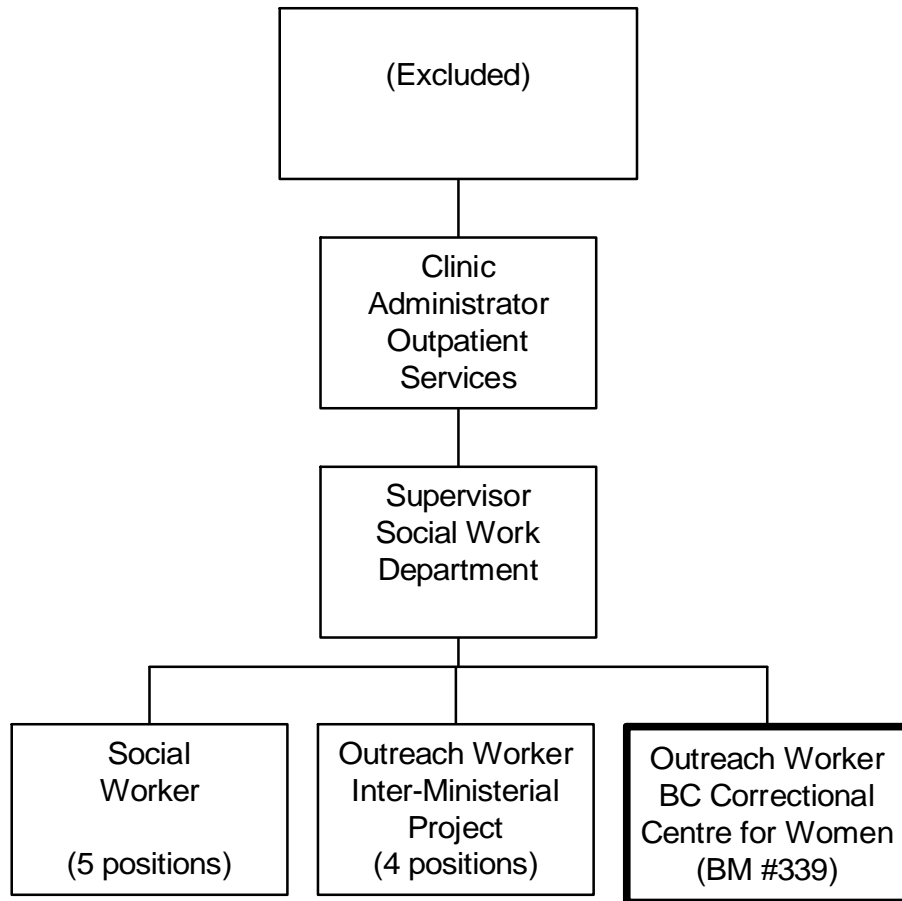 (Excluded)
Clinic
Administrator
Outpatient
Services
Supervisor
Social Work
Department
Social
Worker
(5 positions)
Outreach Worker
Inter-Ministerial
Project
(4 positions)
Outreach Worker
BC Correctional
Centre for Women
(BM #339)